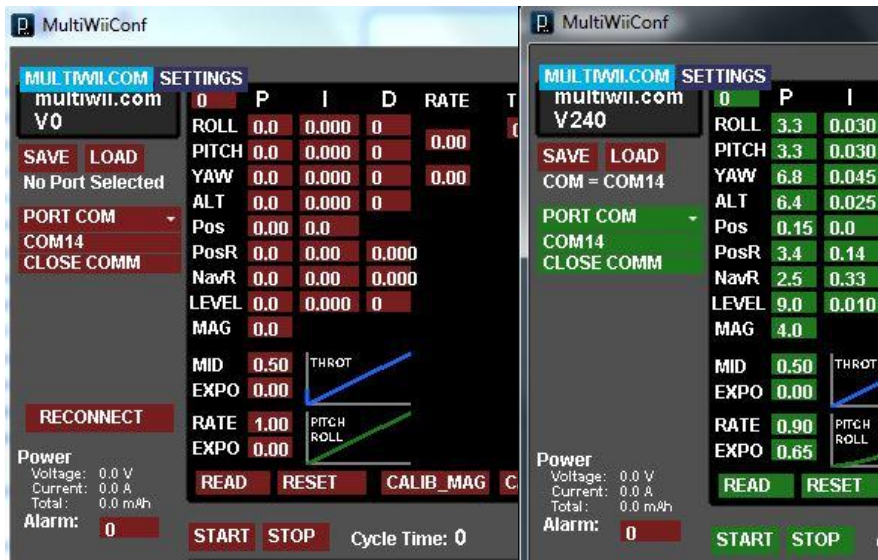 MultiWiiConf
MULTIWII.COM SETTINGS
multiwii.com
V0
SAVE LOAD
No Port Selected
PORT COM
COM14
CLOSE COMM
RECONNECT
Power
Voltage: 0.0 V
Current: 0.0 A
Total: 0.0 mAh
Alarm: 0
0 P I D RATE T
ROLL 0.0 0.000 0
0.00
PITCH 0.0 0.000 0
YAW 0.0 0.000 0 0.00
ALT 0.0 0.000 0
Pos 0.00 0.0
PosR 0.0 0.00 0.000
NavR 0.0 0.00 0.000
LEVEL 0.0 0.000 0
MAG 0.0
MID 0.50 THROT
EXPO 0.00
RATE 1.00 PITCH
ROLL
EXPO 0.00
READ RESET CALIB_MAG C
START STOP Cycle Time: 0
MultiWiiConf
MULTIWII.COM SETTINGS
multiwii.com
V240
SAVE LOAD
COM = COM14
PORT COM
COM14
CLOSE COMM
Power
Voltage: 0.0 V
Current: 0.0 A
Total: 0.0 mAh
Alarm: 0
0 P I
ROLL 3.3 0.030
PITCH 3.3 0.030
YAW 6.8 0.045
ALT 6.4 0.025
Pos 0.15 0.0
PosR 3.4 0.14
NavR 2.5 0.33
LEVEL 9.0 0.010
MAG 4.0
MID 0.50 THROT
EXPO 0.00
RATE 0.90 PITCH
ROLL
EXPO 0.65
READ RESET
START STOP